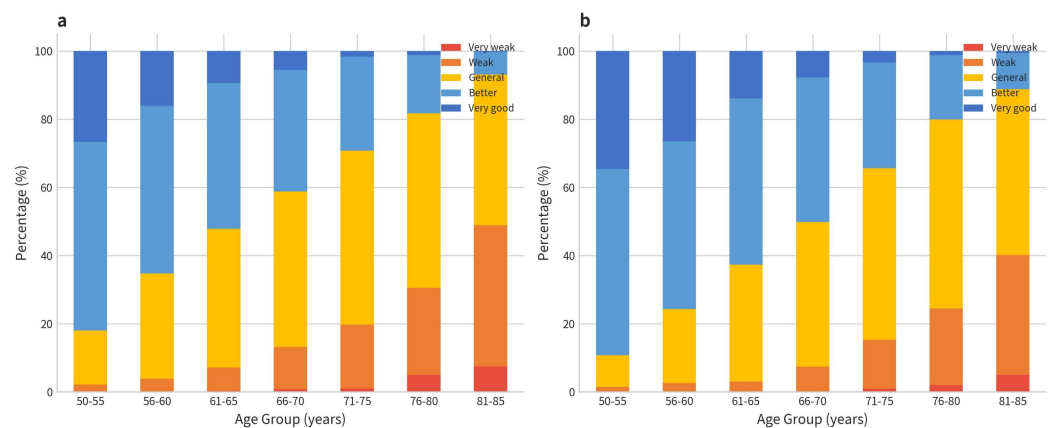 a
Percentage (%)
100
80
60
40
20
0
50-55 56-60 61-65 66-70 71-75 76-80 81-85
Age Group (years)
Very weak
Weak
General
Better
Very good
b
Percentage (%)
100
80
60
40
20
0
50-55 56-60 61-65 66-70 71-75 76-80 81-85
Age Group (years)
Very weak
Weak
General
Better
Very good